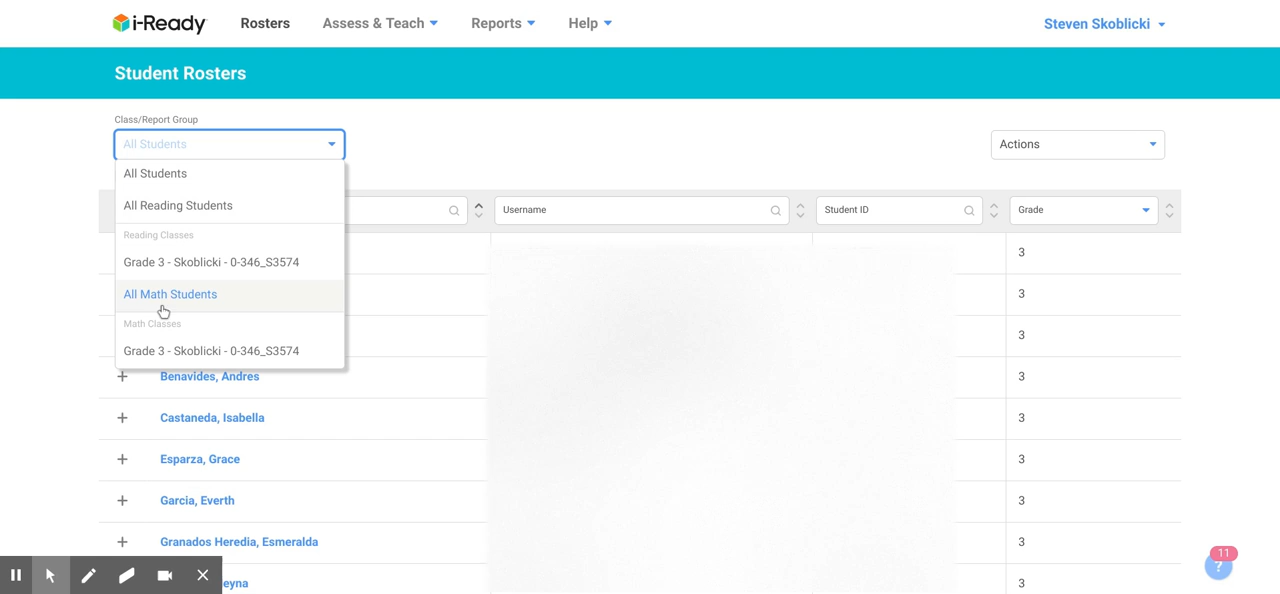 i-Ready Rosters Assess & Teach Reports Help Steven Skoblicki
Student Rosters
Class/Report Group
All Students Actions
All Students
All Reading Students
Username Student ID Grade
Reading Classes
3
Grade 3 - Skoblicki - 0-346_S3574
All Math Students 3
Math Classes
3
Grade 3 - Skoblicki - 0-346_S3574
Benavides, Andres 3
Castaneda, Isabella 3
Esparza, Grace 3
Garcia, Everth 3
Granados Heredia, Esmeralda 3
11
?
eyna 3